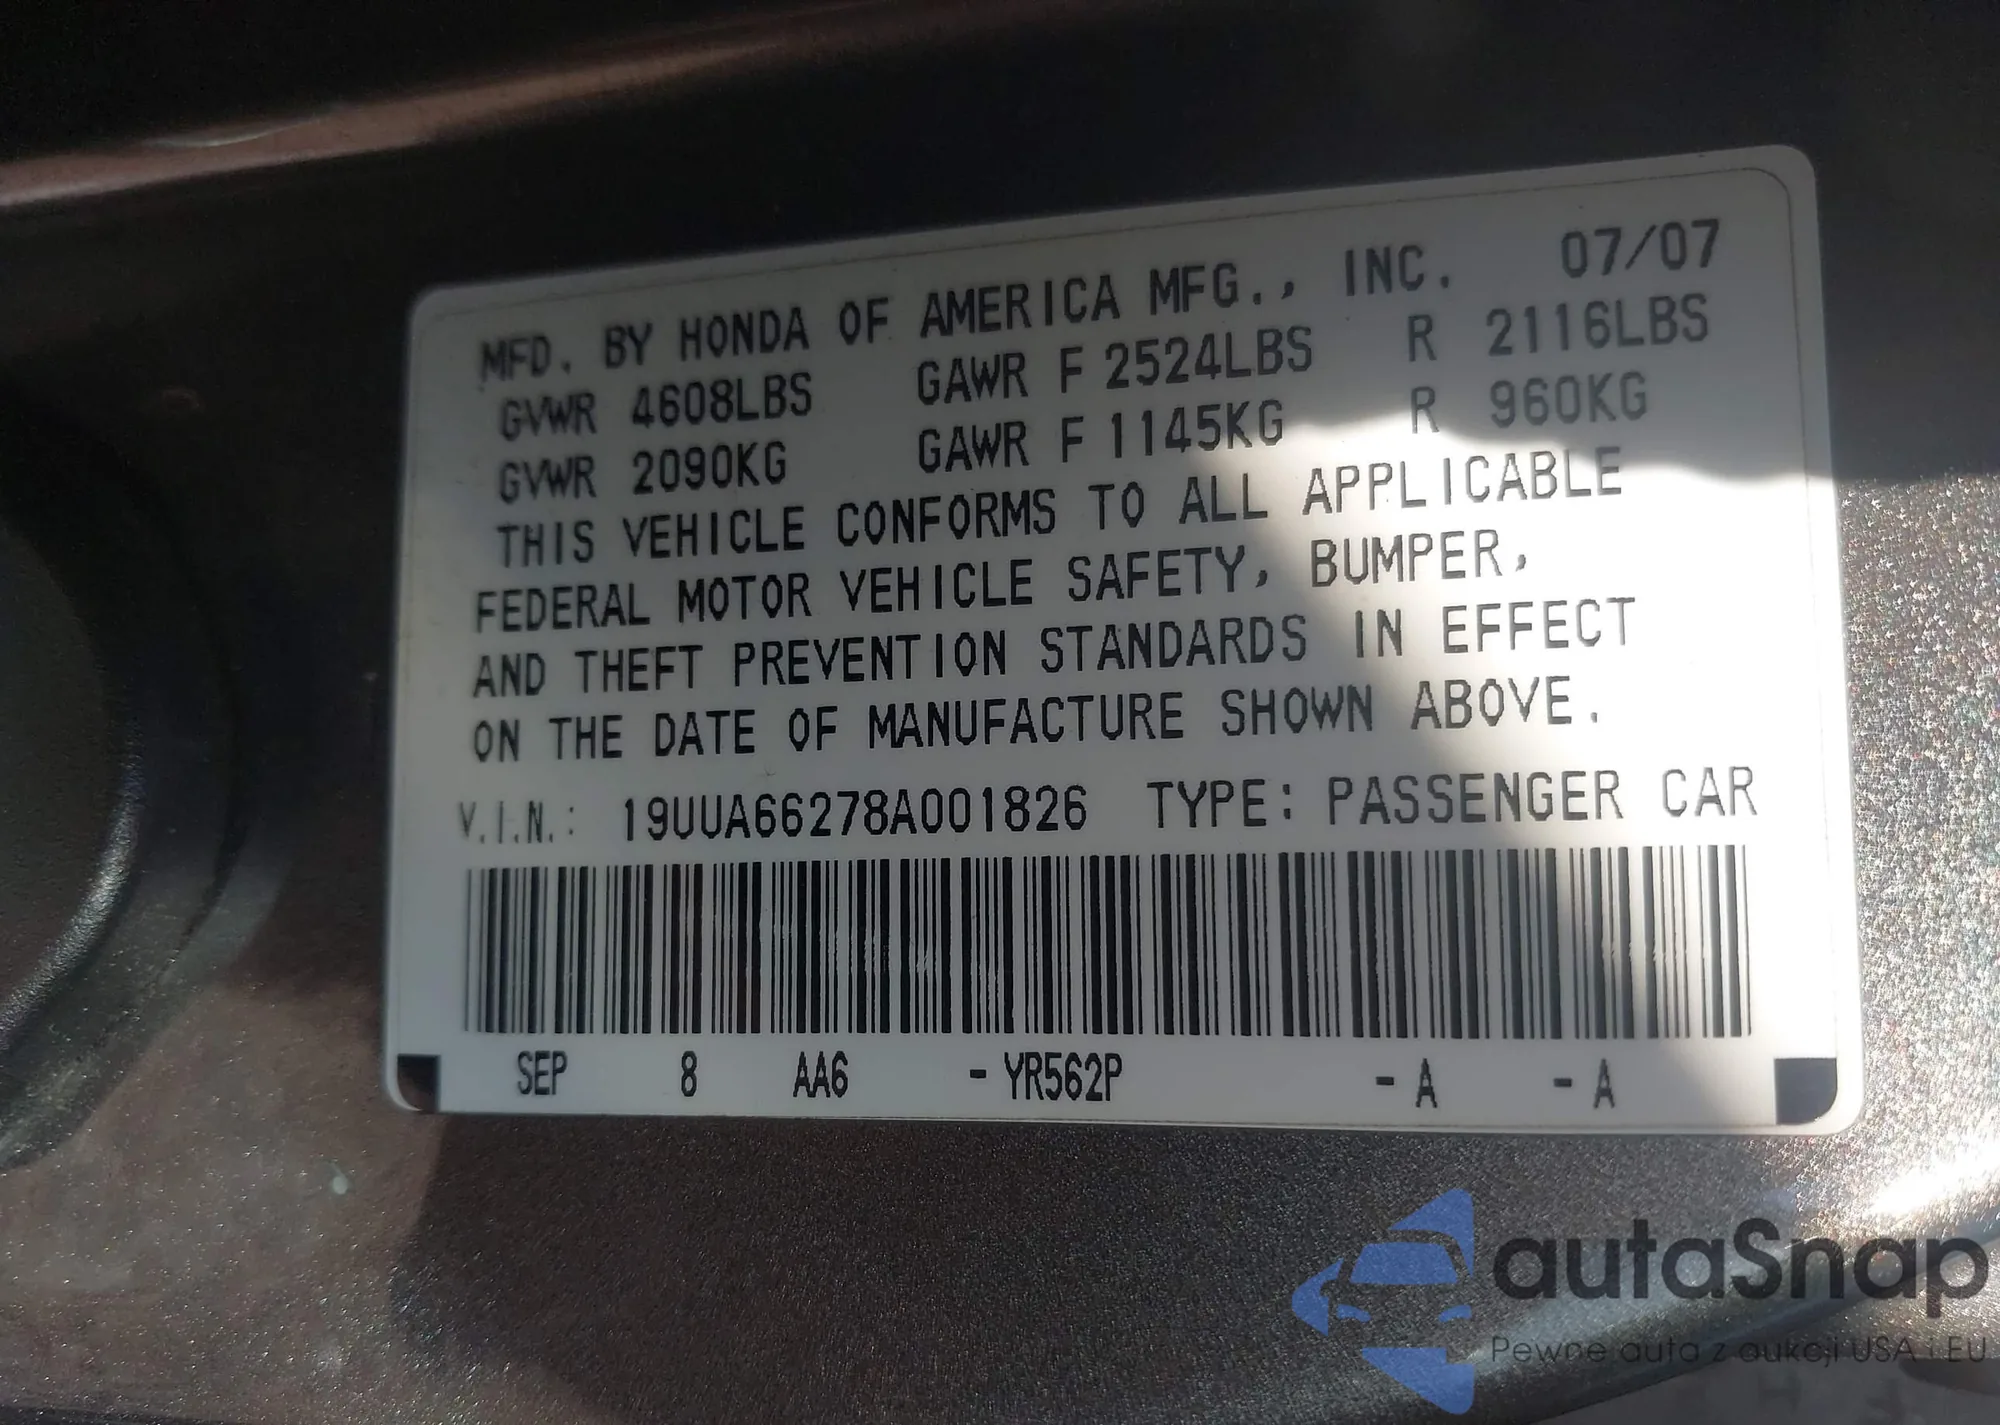 MFD. BY HONDA OF AMERICA MFG., INC. 07/07
GVWR 4608LBS GAWR F 2524LBS R 2116LBS
GVWR 2090KG GAWR F 1145KG R 960KG
THIS VEHICLE CONFORMS TO ALL APPLICABLE
FEDERAL MOTOR VEHICLE SAFETY, BUMPER,
AND THEFT PREVENTION STANDARDS IN EFFECT
ON THE DATE OF MANUFACTURE SHOWN ABOVE.
V.I.N.: 19UUA66278A001826 TYPE: PASSENGER CAR
SEP 8 AA6 - YR562P - A - A
autaSnap
Pewne auta z aukcji USA i EU